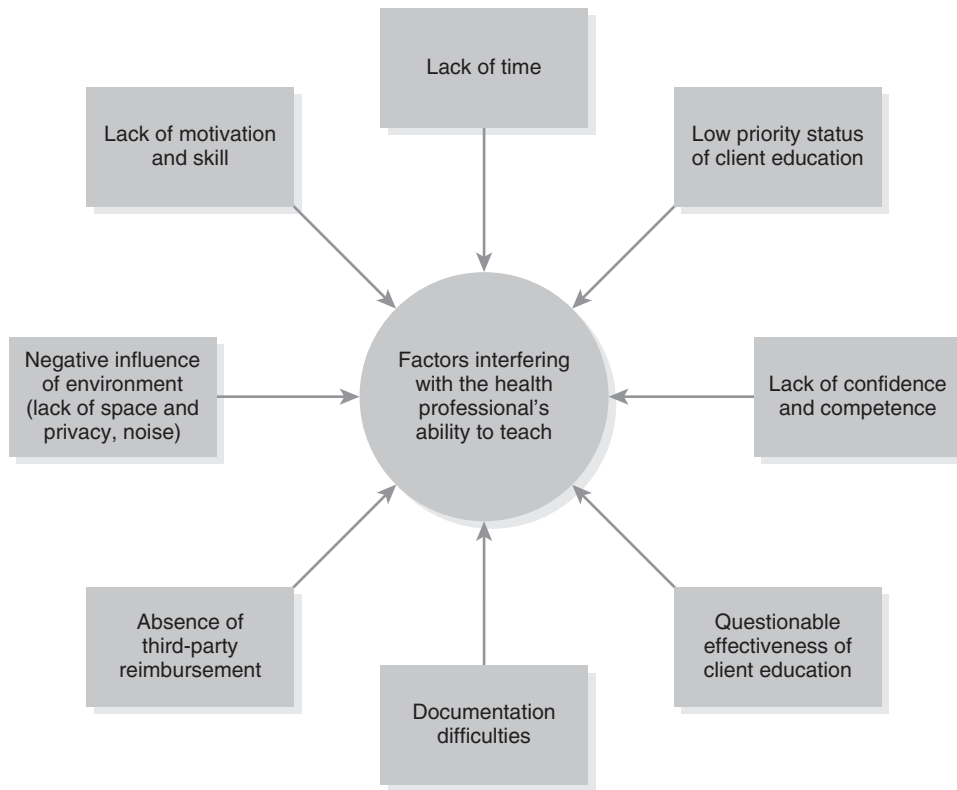 Lack of time
Lack of motivation
and skill
Low priority status
of client education
Negative influence
of environment
(lack of space and
privacy, noise)
Factors interfering
with the health
professional’s
ability to teach
Lack of confidence
and competence
Absence of
third-party
reimbursement
Questionable
effectiveness of
client education
Documentation
difficulties